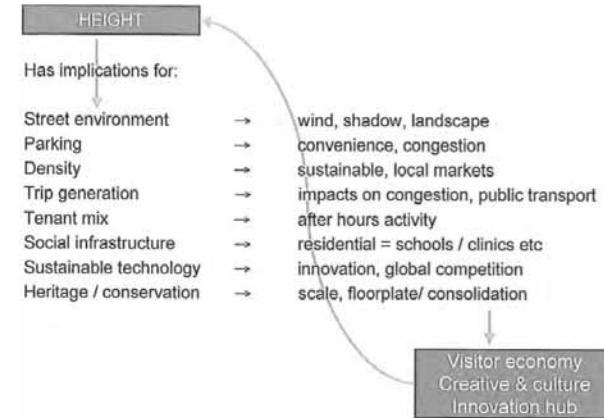 HEIGHT
Has implications for:
Street environment → wind, shadow, landscape
Parking → convenience, congestion
Density → sustainable, local markets
Trip generation → impacts on congestion, public transport
Tenant mix → after hours activity
Social infrastructure → residential = schools / clinics etc
Sustainable technology → innovation, global competition
Heritage / conservation → scale, floorplate/ consolidation
Visitor economy
Creative & culture
Innovation hub